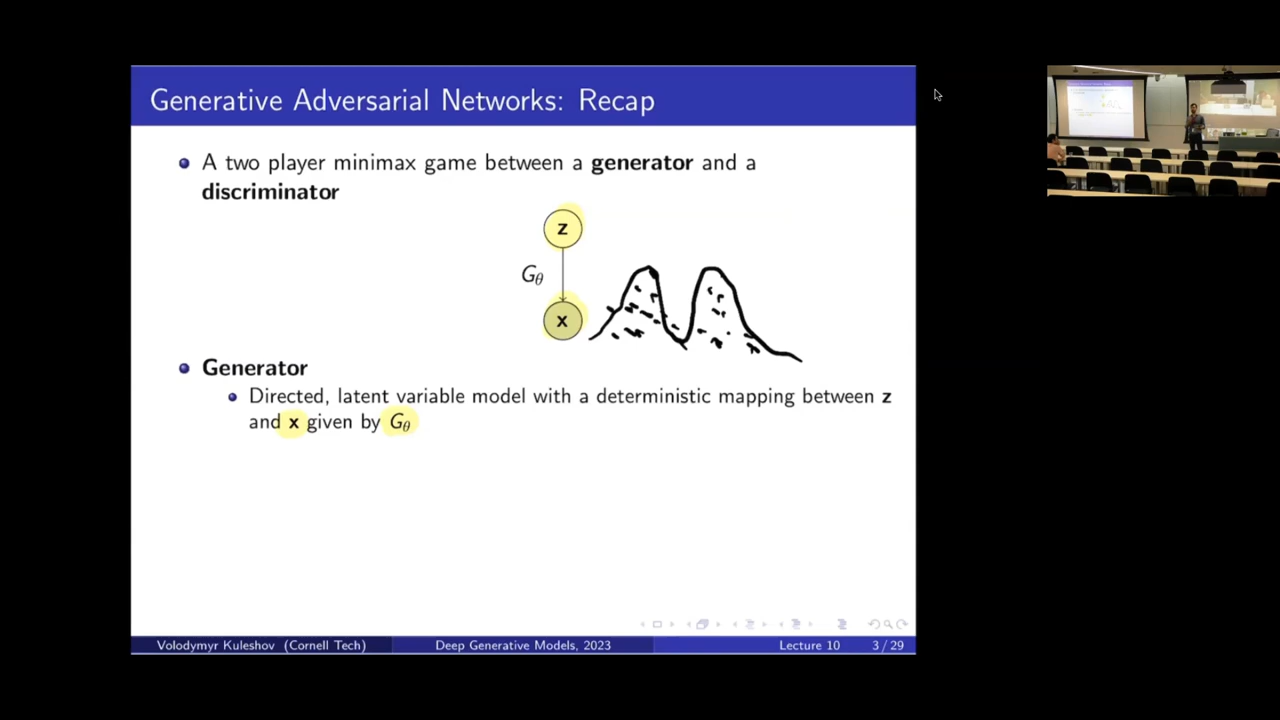 Generative Adversarial Networks: Recap
A two player minimax game between a generator and a
discriminator
z
Gθ
x
Generator
Directed, latent variable model with a deterministic mapping between z
and x given by Gθ
Volodymyr Kuleshov (Cornell Tech) Deep Generative Models, 2023 Lecture 10 3 / 29